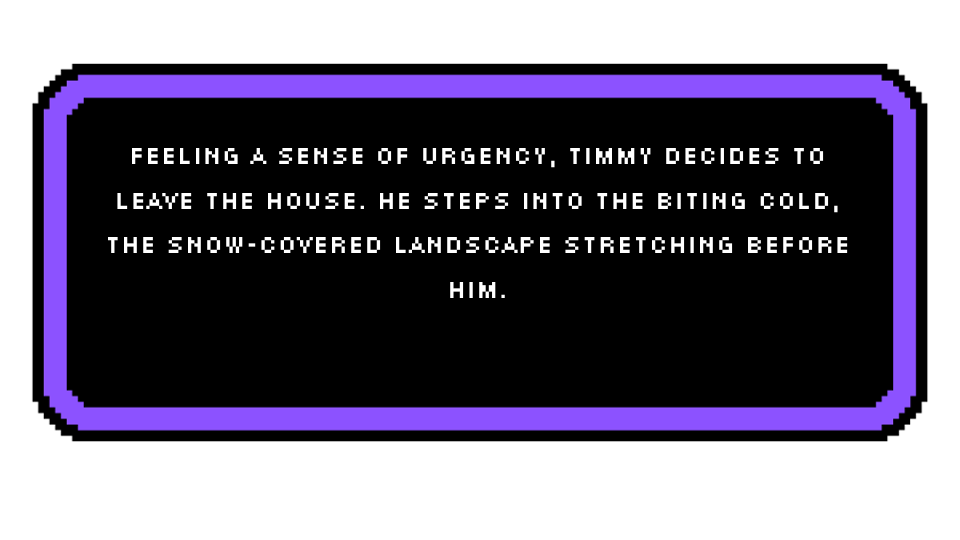 FEELING A SENSE OF URGENCY, TIMMY DECIDES TO
LEAVE THE HOUSE. HE STEPS INTO THE BITING COLD,
THE SNOW-COVERED LANDSCAPE STRETCHING BEFORE
HIM.